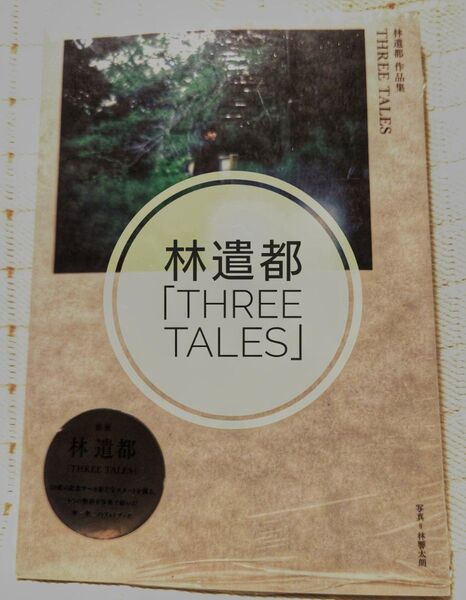 林遣都 作品集
THREE TALES
林遣都
「THREE
TALES」
林 遣都
「THREE TALES」
写真＝林響太朗